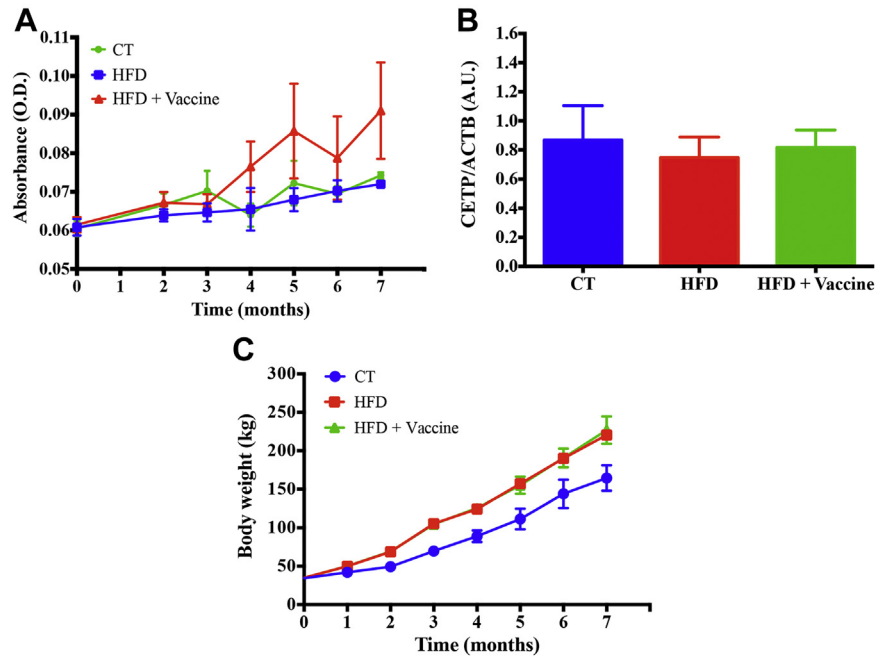 A
Absorbance (O.D.)
0.11
0.10
0.09
0.08
0.07
0.06
0.05
CT
HFD
HFD + Vaccine
0 1 2 3 4 5 6 7
Time (months)
B
CETP/ACTB (A.U.)
1.6
1.4
1.2
1.0
0.8
0.6
0.4
0.2
0.0
CT HFD HFD + Vaccine
C
Body weight (kg)
300
250
200
150
100
50
0
CT
HFD
HFD + Vaccine
0 1 2 3 4 5 6 7
Time (months)